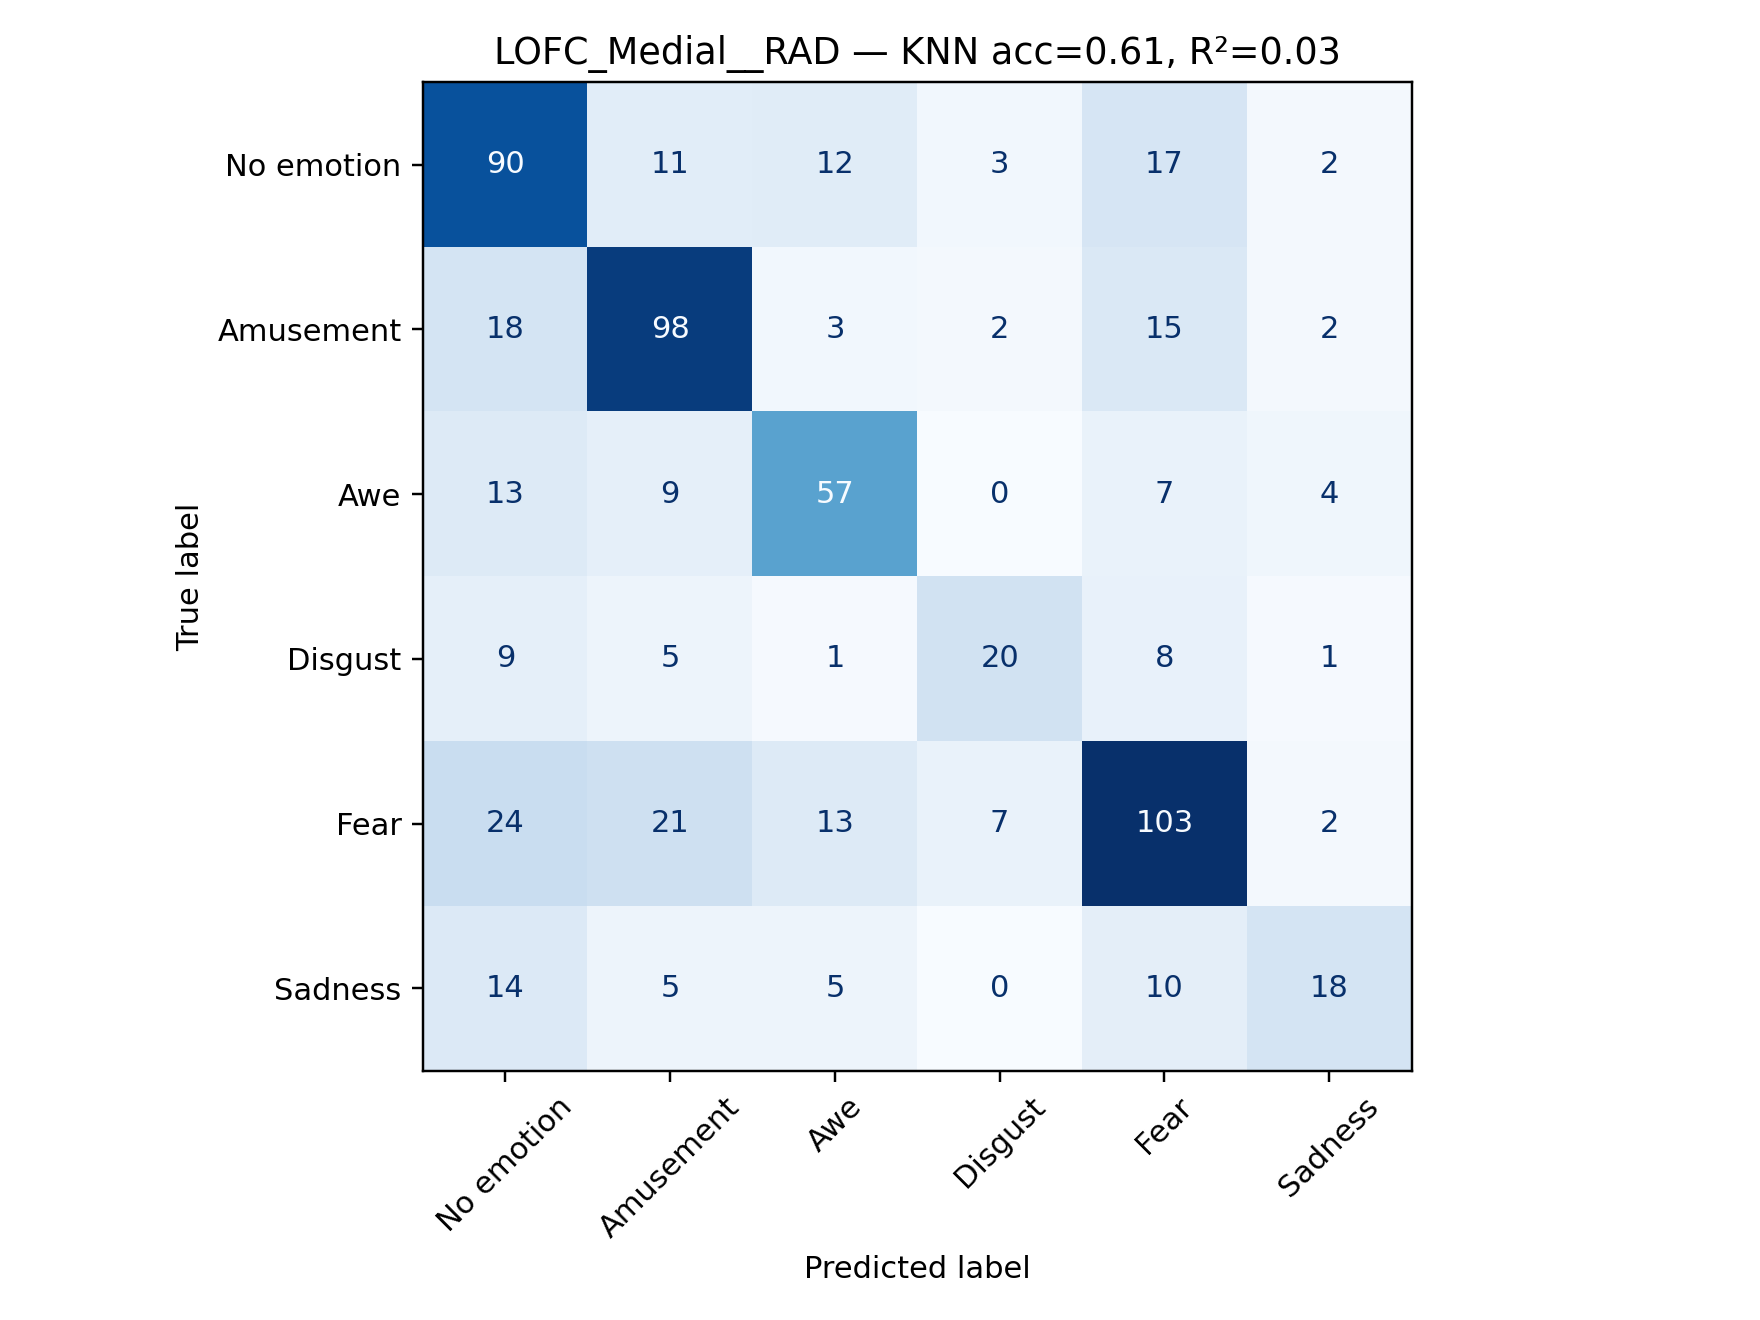 LOFC_Medial__RAD — KNN acc=0.61, R²=0.03
No emotion 90 11 12 3 17 2
Amusement 18 98 3 2 15 2
Awe 13 9 57 0 7 4
Disgust 9 5 1 20 8 1
Fear 24 21 13 7 103 2
Sadness 14 5 5 0 10 18
True label
No emotion Amusement Awe Disgust Fear Sadness
Predicted label